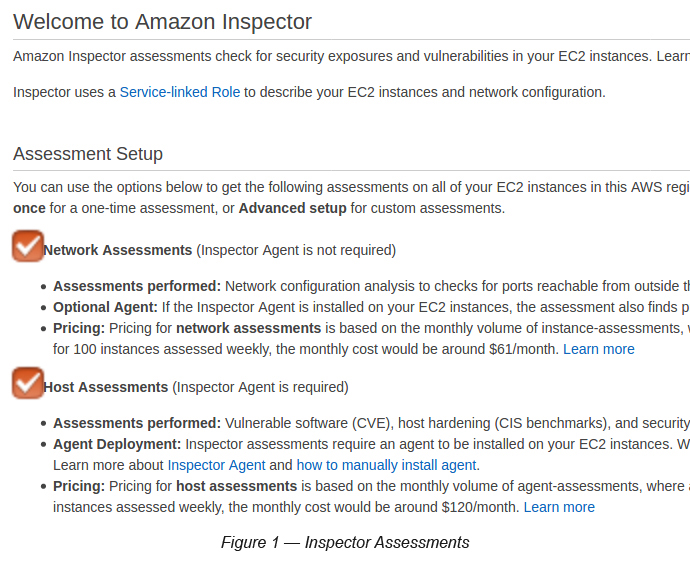 Welcome to Amazon Inspector
Amazon Inspector assessments check for security exposures and vulnerabilities in your EC2 instances. Learn
Inspector uses a Service-linked Role to describe your EC2 instances and network configuration.
Assessment Setup
You can use the options below to get the following assessments on all of your EC2 instances in this AWS regi
once for a one-time assessment, or Advanced setup for custom assessments.
Network Assessments (Inspector Agent is not required)
• Assessments performed: Network configuration analysis to checks for ports reachable from outside th
• Optional Agent: If the Inspector Agent is installed on your EC2 instances, the assessment also finds p
• Pricing: Pricing for network assessments is based on the monthly volume of instance-assessments, w
for 100 instances assessed weekly, the monthly cost would be around $61/month. Learn more
Host Assessments (Inspector Agent is required)
• Assessments performed: Vulnerable software (CVE), host hardening (CIS benchmarks), and security
• Agent Deployment: Inspector assessments require an agent to be installed on your EC2 instances. W
Learn more about Inspector Agent and how to manually install agent.
• Pricing: Pricing for host assessments is based on the monthly volume of agent-assessments, where a
instances assessed weekly, the monthly cost would be around $120/month. Learn more
Figure 1 — Inspector Assessments